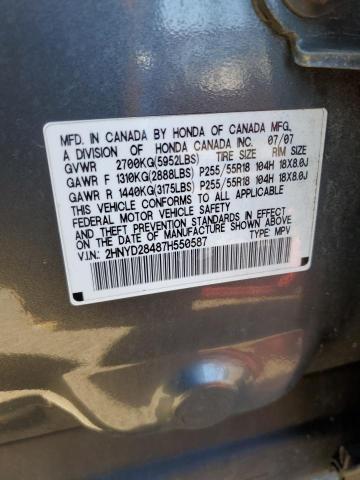 MFD. IN CANADA BY HONDA OF CANADA MFG.,
A DIVISION OF HONDA CANADA INC. 07/07
GVWR 2700KG(5952LBS) TIRE SIZE RIM SIZE
GAWR F 1310KG(2888LBS) P255/55R18 104H 18X8.0J
GAWR R 1440KG(3175LBS) P255/55R18 104H 18X8.0J
THIS VEHICLE CONFORMS TO ALL APPLICABLE
FEDERAL MOTOR VEHICLE SAFETY, BUMPER,
AND THEFT PREVENTION STANDARDS IN EFFECT ON
THE DATE OF MANUFACTURE SHOWN ABOVE.
V.I.N.: 2HNYD28487H550587 TYPE: MPV